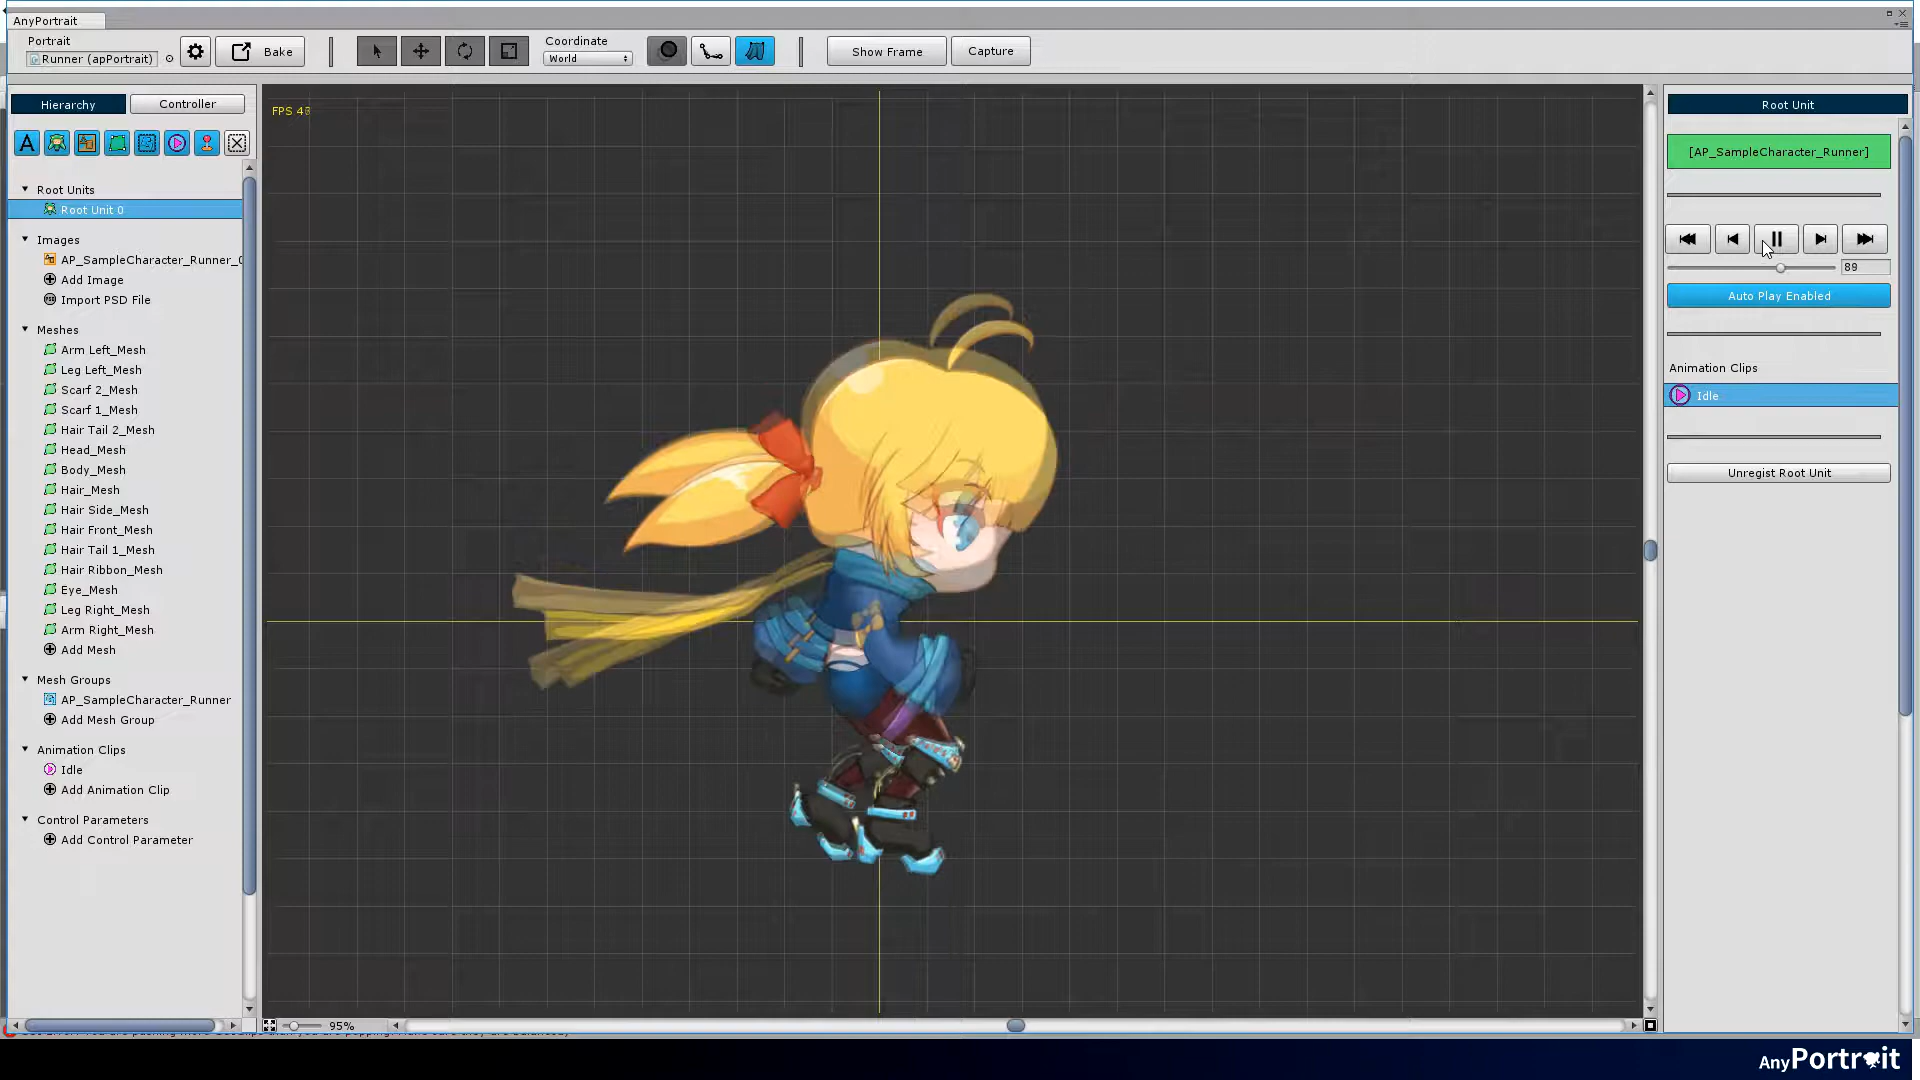 AnyPortrait
Portrait
Runner (apPortrait)
Bake
Coordinate
World
Show Frame
Capture
Hierarchy
Controller
FPS 40
Root Units
Root Unit 0
Images
AP_SampleCharacter_Runner_0
Add Image
Import PSD File
Meshes
Arm Left_Mesh
Leg Left_Mesh
Scarf 2_Mesh
Scarf 1_Mesh
Hair Tail 2_Mesh
Head_Mesh
Body_Mesh
Hair_Mesh
Hair Side_Mesh
Hair Front_Mesh
Hair Tail 1_Mesh
Hair Ribbon_Mesh
Eye_Mesh
Leg Right_Mesh
Arm Right_Mesh
Add Mesh
Mesh Groups
AP_SampleCharacter_Runner
Add Mesh Group
Animation Clips
Idle
Add Animation Clip
Control Parameters
Add Control Parameter
95%
Root Unit
[AP_SampleCharacter_Runner]
89
Auto Play Enabled
Animation Clips
Idle
Unregist Root Unit
AnyPortrait